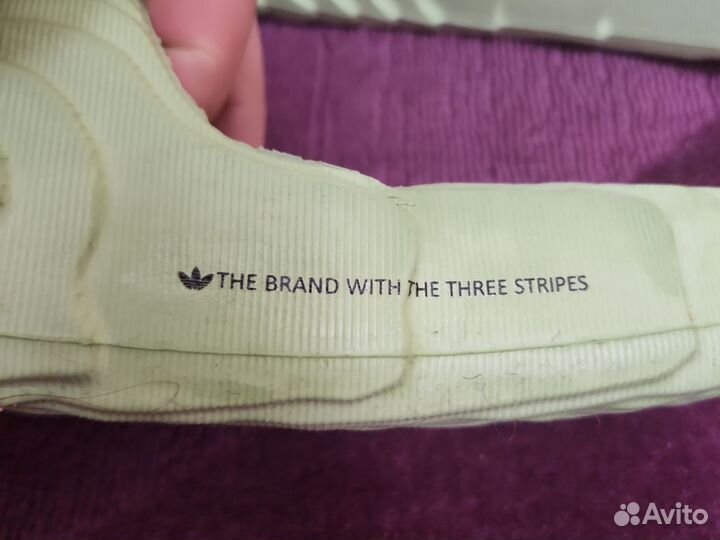 THE BRAND WITH THE THREE STRIPES
Avito